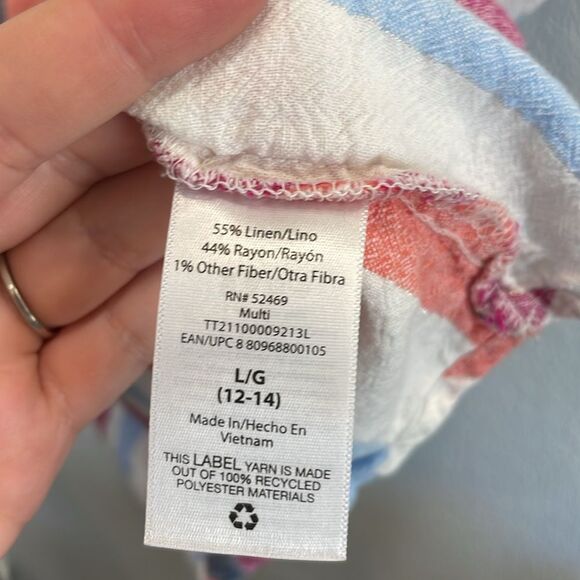 55% Linen/Lino
44% Rayon/Rayón
1% Other Fiber/Otra Fibra
RN# 52469
Multi
TT21100009213L
EAN/UPC 8 80968800105
L/G
(12-14)
Made In/Hecho En
Vietnam
THIS LABEL YARN IS MADE
OUT OF 100% RECYCLED
POLYESTER MATERIALS